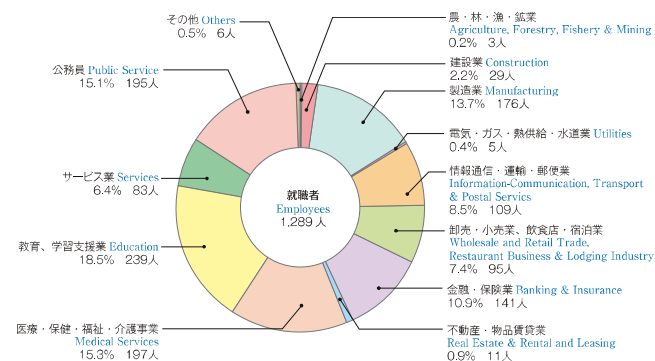 その他 Others
0.5% 6人
農・林・漁・鉱業
Agriculture, Forestry, Fishery & Mining
0.2% 3人
建設業 Construction
2.2% 29人
製造業 Manufacturing
13.7% 176人
電気・ガス・熱供給・水道業 Utilities
0.4% 5人
情報通信・運輸・郵便業
Information-Communication, Transport
& Postal Servics
8.5% 109人
卸売・小売業、飲食店・宿泊業
Wholesale and Retail Trade,
Restaurant Business & Lodging Industry
7.4% 95人
金融・保険業 Banking & Insurance
10.9% 141人
不動産・物品賃貸業
Real Estate & Rental and Leasing
0.9% 11人
医療・保健・福祉・介護事業
Medical Services
15.3% 197人
教育、学習支援業 Education
18.5% 239人
サービス業 Services
6.4% 83人
公務員 Public Service
15.1% 195人
就職者
Employees
1,289人